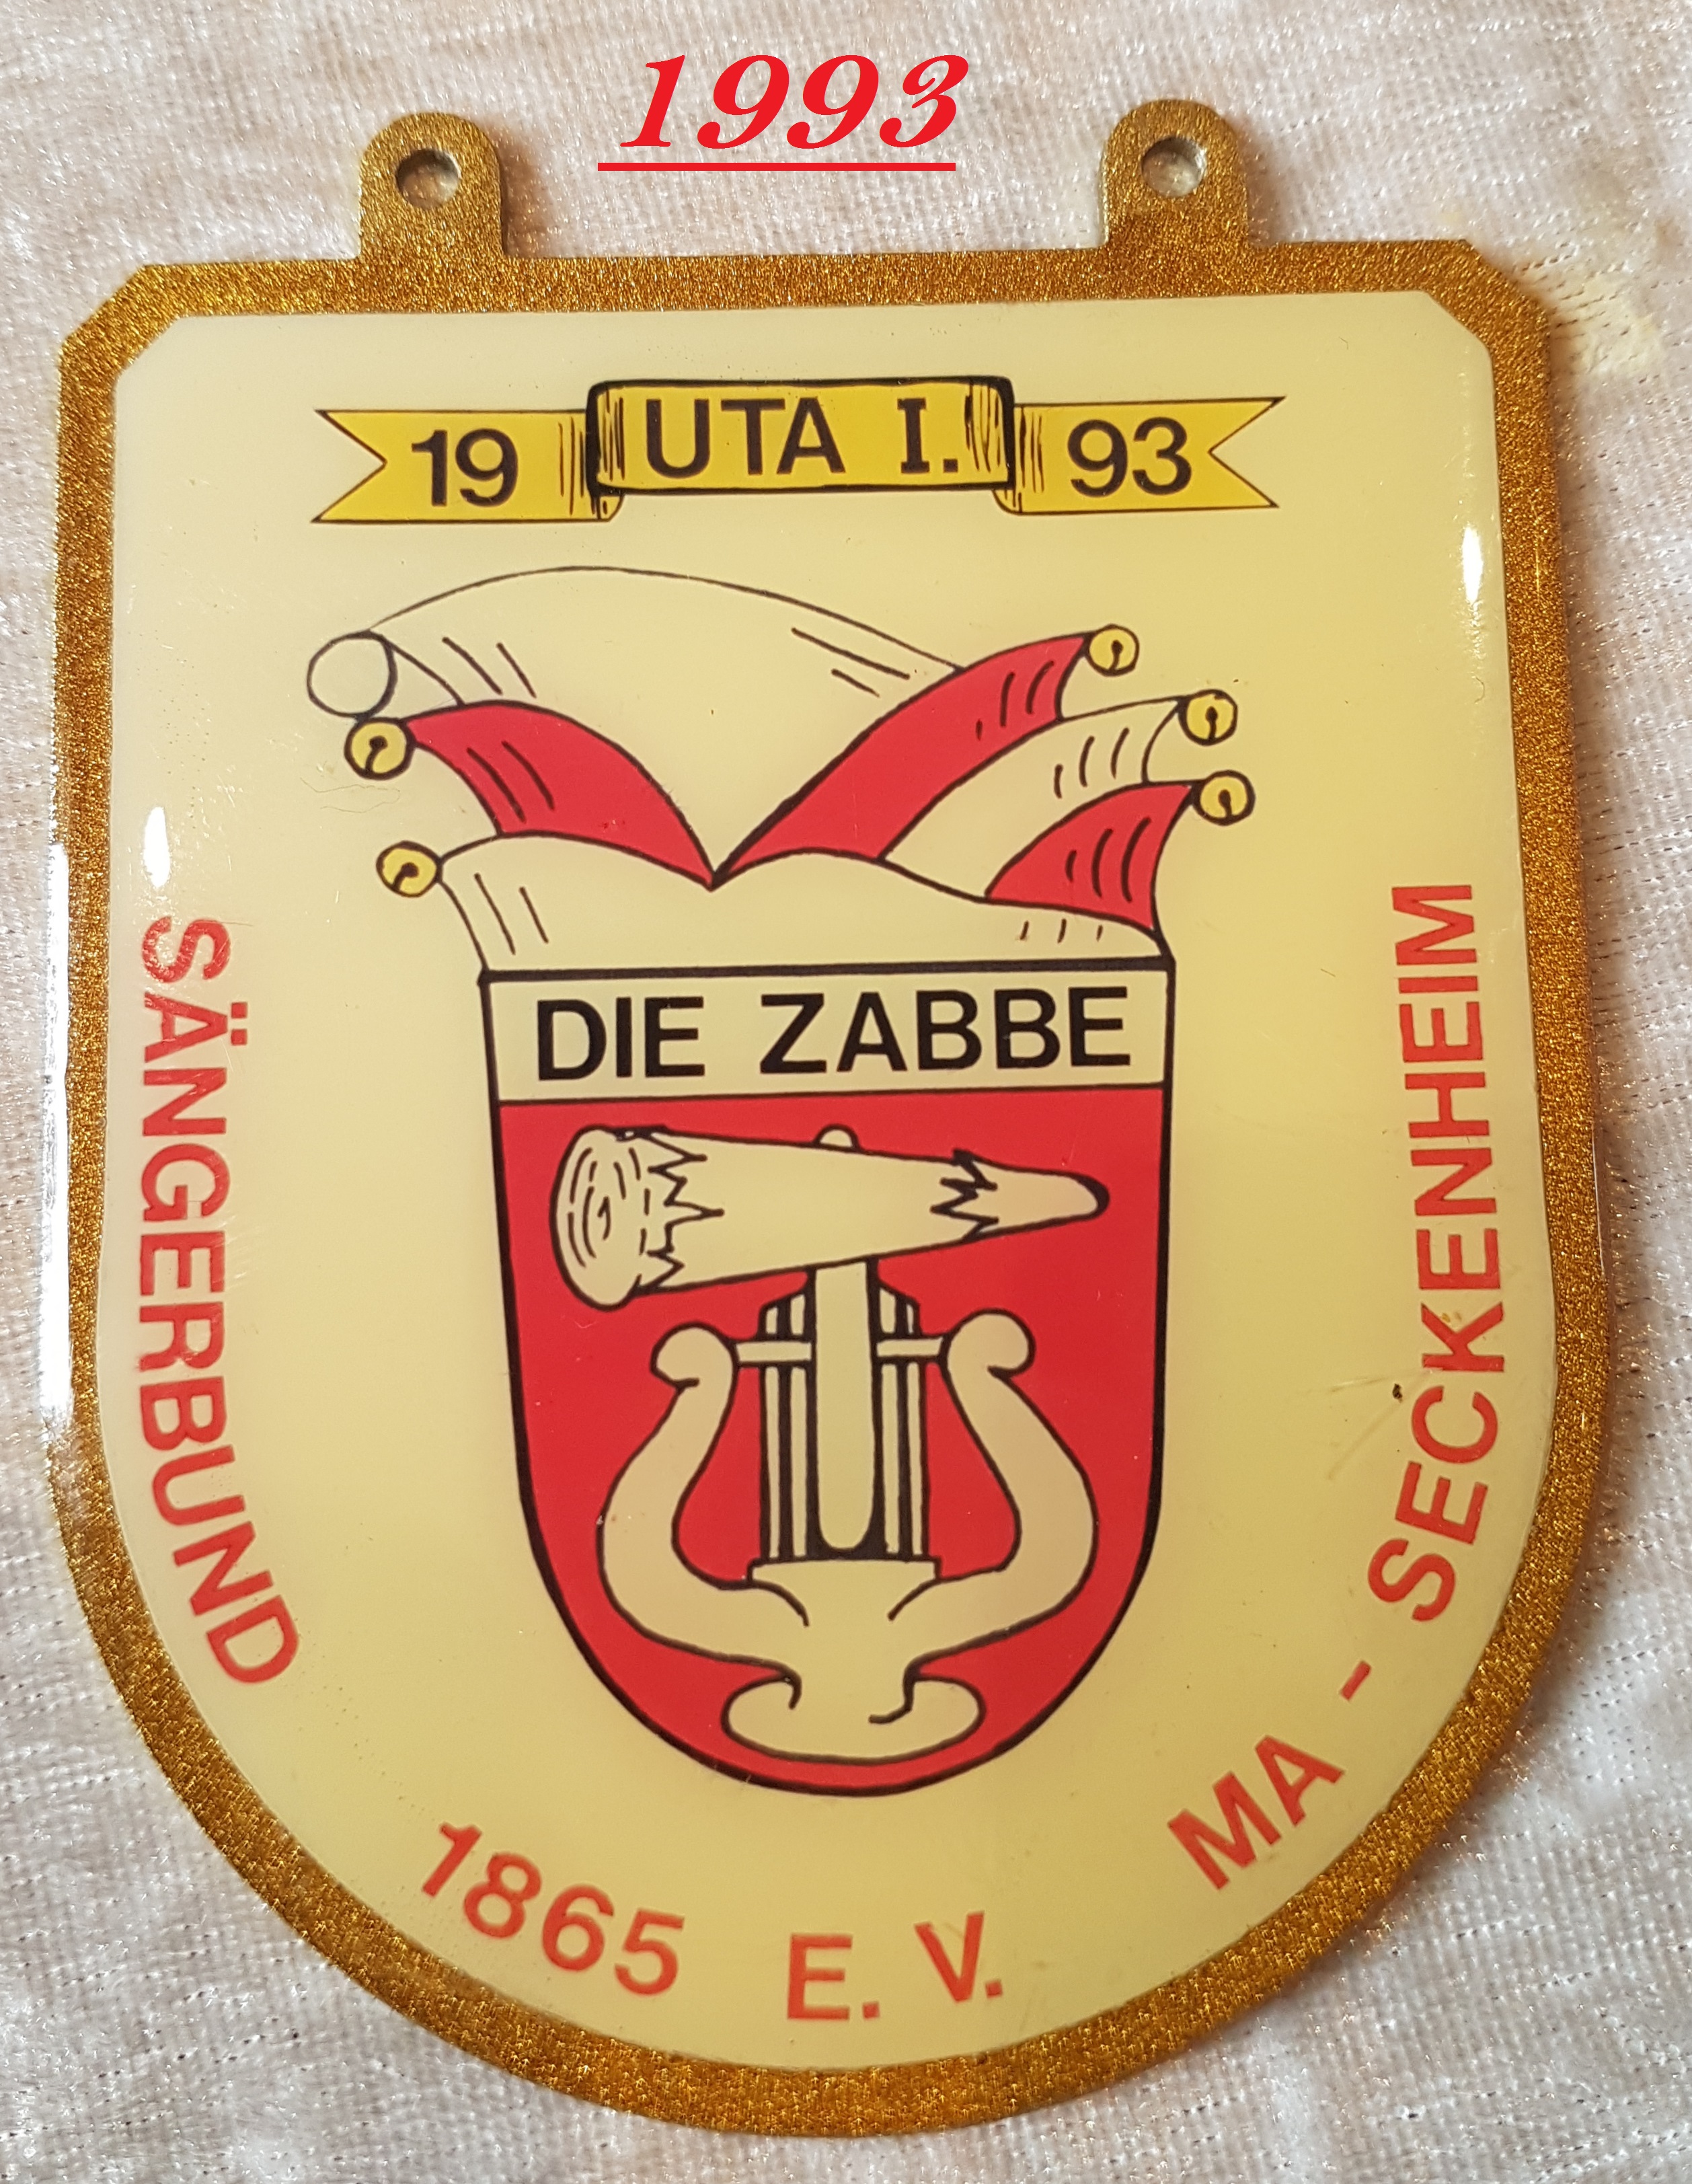 1993
19 UTA I. 93
DIE ZABBE
SÄNGERBUND 1865 E.V. MA - SECKENHEIM